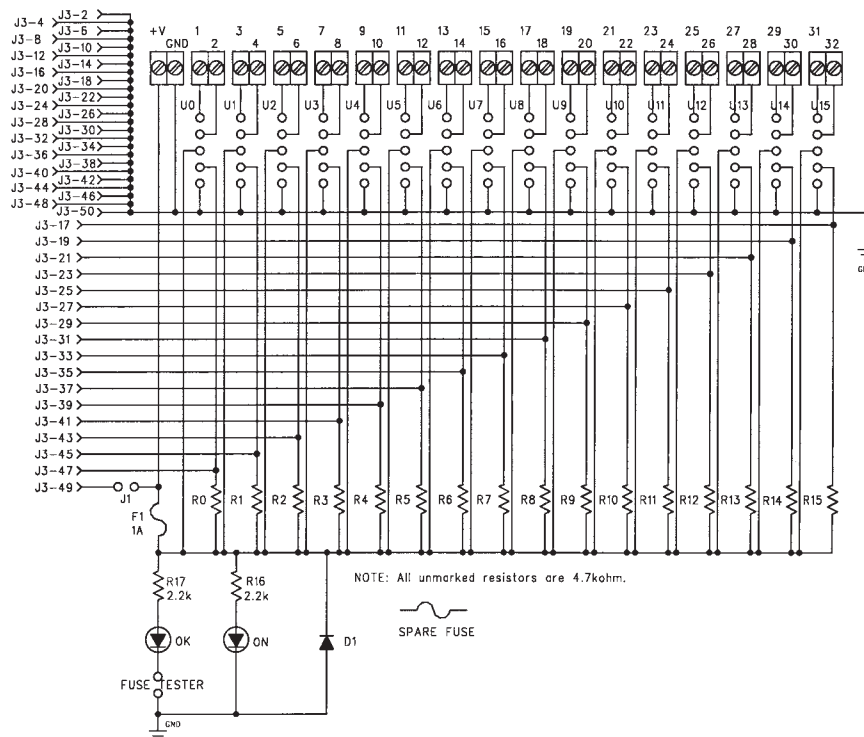 J3-2
J3-4
J3-6
J3-8
J3-10
J3-12
J3-14
J3-16
J3-18
J3-20
J3-22
J3-24
J3-26
J3-28
J3-30
J3-32
J3-34
J3-36
J3-38
J3-40
J3-42
J3-44
J3-46
J3-48
J3-50
J3-17
J3-19
J3-21
J3-23
J3-25
J3-27
J3-29
J3-31
J3-33
J3-35
J3-37
J3-39
J3-41
J3-43
J3-45
J3-47
J3-49
+V 1 3 5 7 9 11 13 15 17 19 21 23 25 27 29 31
GND 2 4 6 8 10 12 14 16 18 20 22 24 26 28 30 32
U0 U1 U2 U3 U4 U5 U6 U7 U8 U9 U10 U11 U12 U13 U14 U15
J1
R0 R1 R2 R3 R4 R5 R6 R7 R8 R9 R10 R11 R12 R13 R14 R15
F1
1A
R17
2.2k
R16
2.2k
NOTE: All unmarked resistors are 4.7kohm.
SPARE FUSE
OK
ON
D1
FUSE TESTER
GND